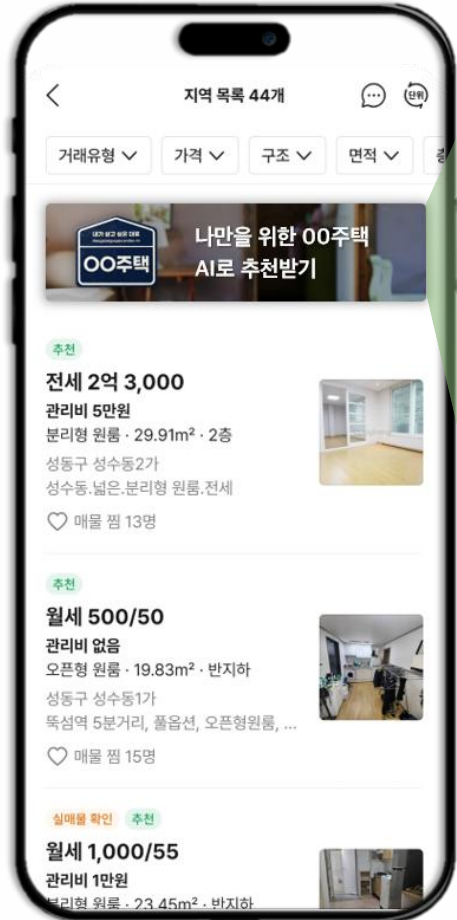 지역 목록 44개
단위
거래유형
가격
구조
면적
내가 살고 싶은 대로
OO주택
나만을 위한 OO주택
AI로 추천받기
추천
전세 2억 3,000
관리비 5만원
분리형 원룸 · 29.91m² · 2층
성동구 성수동2가
성수동.넓은.분리형 원룸.전세
매물 찜 13명
추천
월세 500/50
관리비 없음
오픈형 원룸 · 19.83m² · 반지하
성동구 성수동1가
뚝섬역 5분거리, 풀옵션, 오픈형원룸, ...
매물 찜 15명
실매물 확인 추천
월세 1,000/55
관리비 1만원
분리형 원룸 · 23.45m² · 반지하